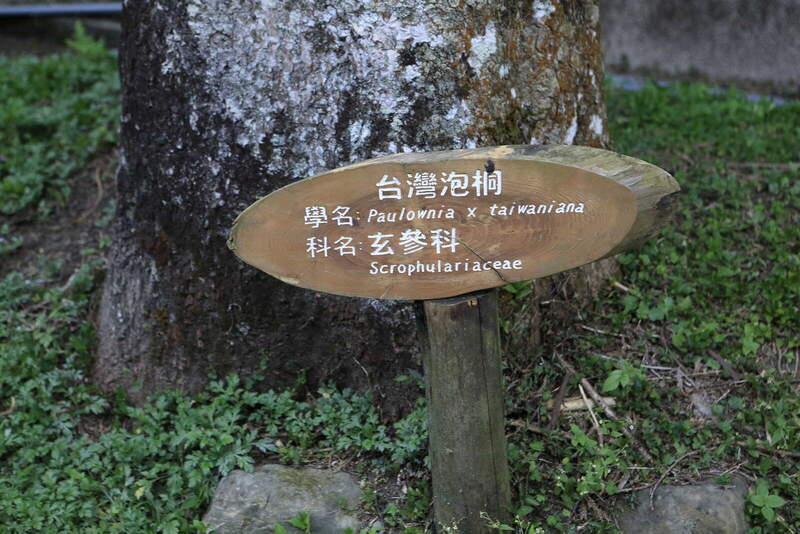 台灣泡桐
學名: Paulownia x taiwaniana
科名: 玄參科
Scrophulariaceae